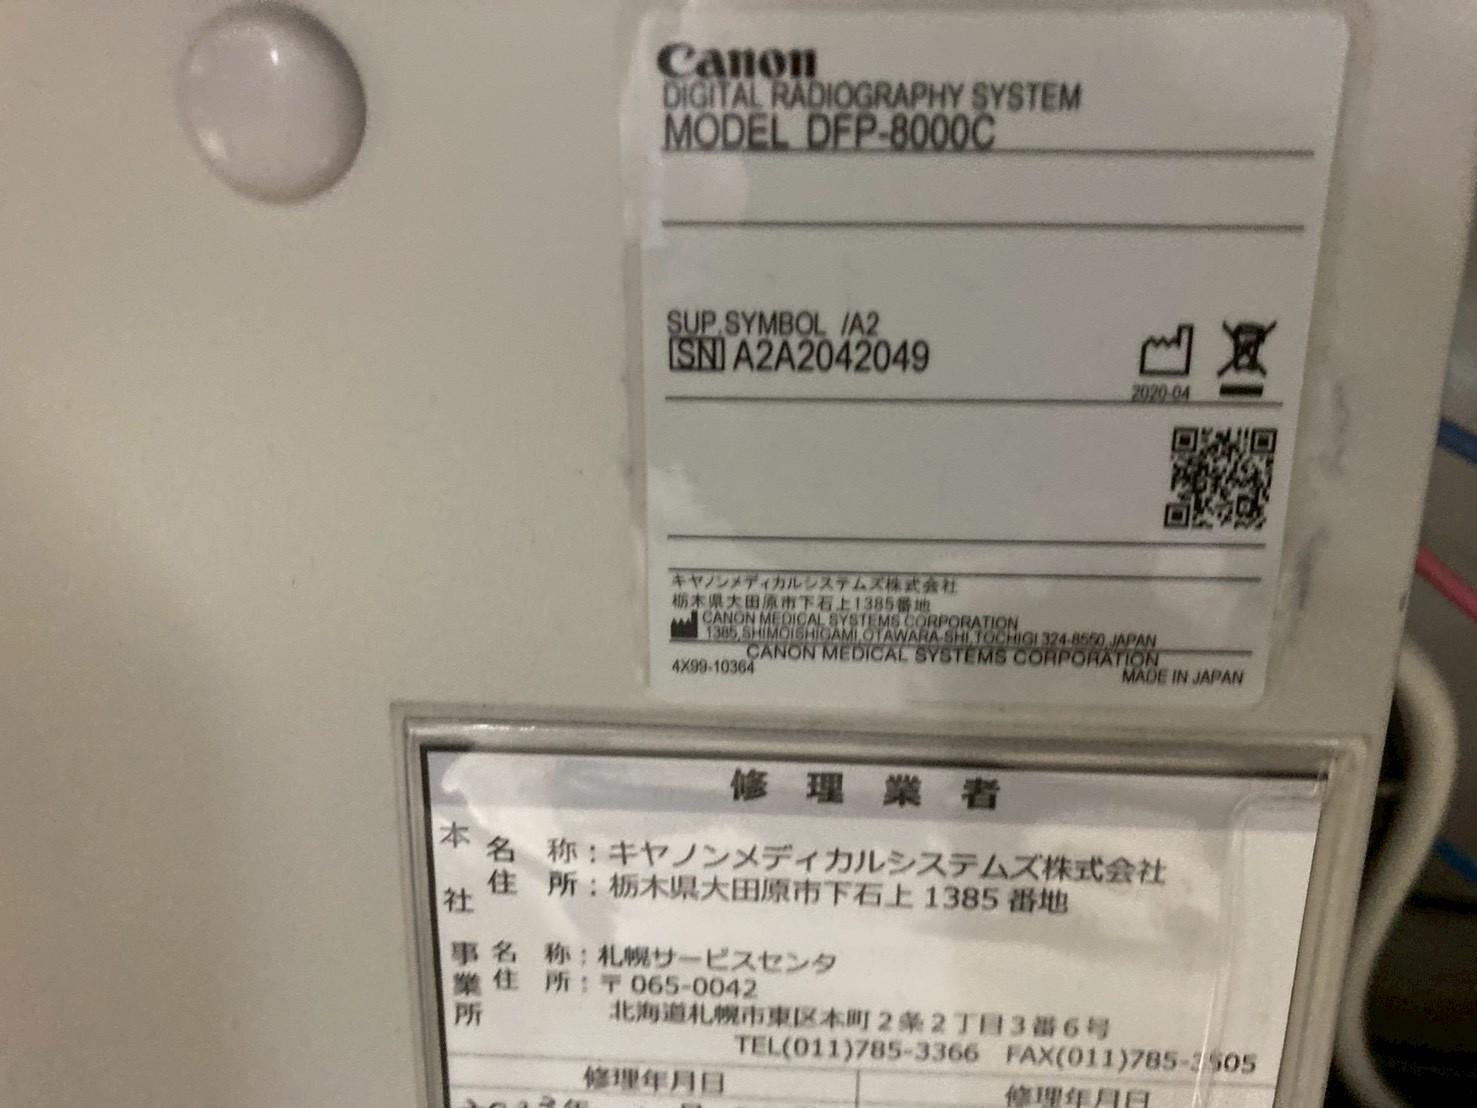 Canon
DIGITAL RADIOGRAPHY SYSTEM
MODEL DFP-8000C
SUP.SYMBOL /A2
SN A2A2042049
2020-04
キヤノンメディカルシステムズ株式会社
栃木県大田原市下石上1385番地
CANON MEDICAL SYSTEMS CORPORATION
1385,SHIMOISHIGAMI,OTAWARA-SHI,TOCHIGI 324-8550,JAPAN
CANON MEDICAL SYSTEMS CORPORATION
4X99-10364
MADE IN JAPAN
修理業者
本社
名称:キヤノンメディカルシステムズ株式会社
住所:栃木県大田原市下石上 1385 番地
事業所
名称:札幌サービスセンタ
住所:〒065-0042
北海道札幌市東区本町2条2丁目3番6号
TEL(011)785-3366 FAX(011)785-3505
修理年月日
修理年月日